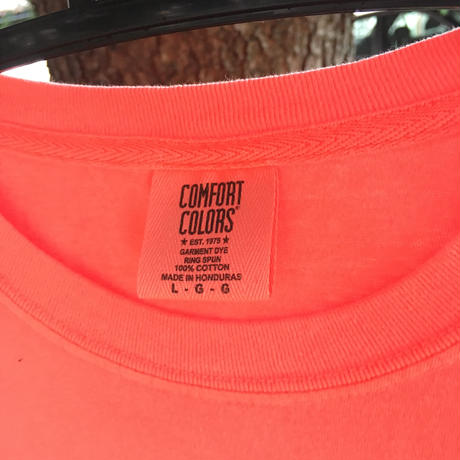 COMFORT
COLORS®
★ EST. 1975 ★
GARMENT DYE
RING SPUN
100% COTTON
MADE IN HONDURAS
L - G - G